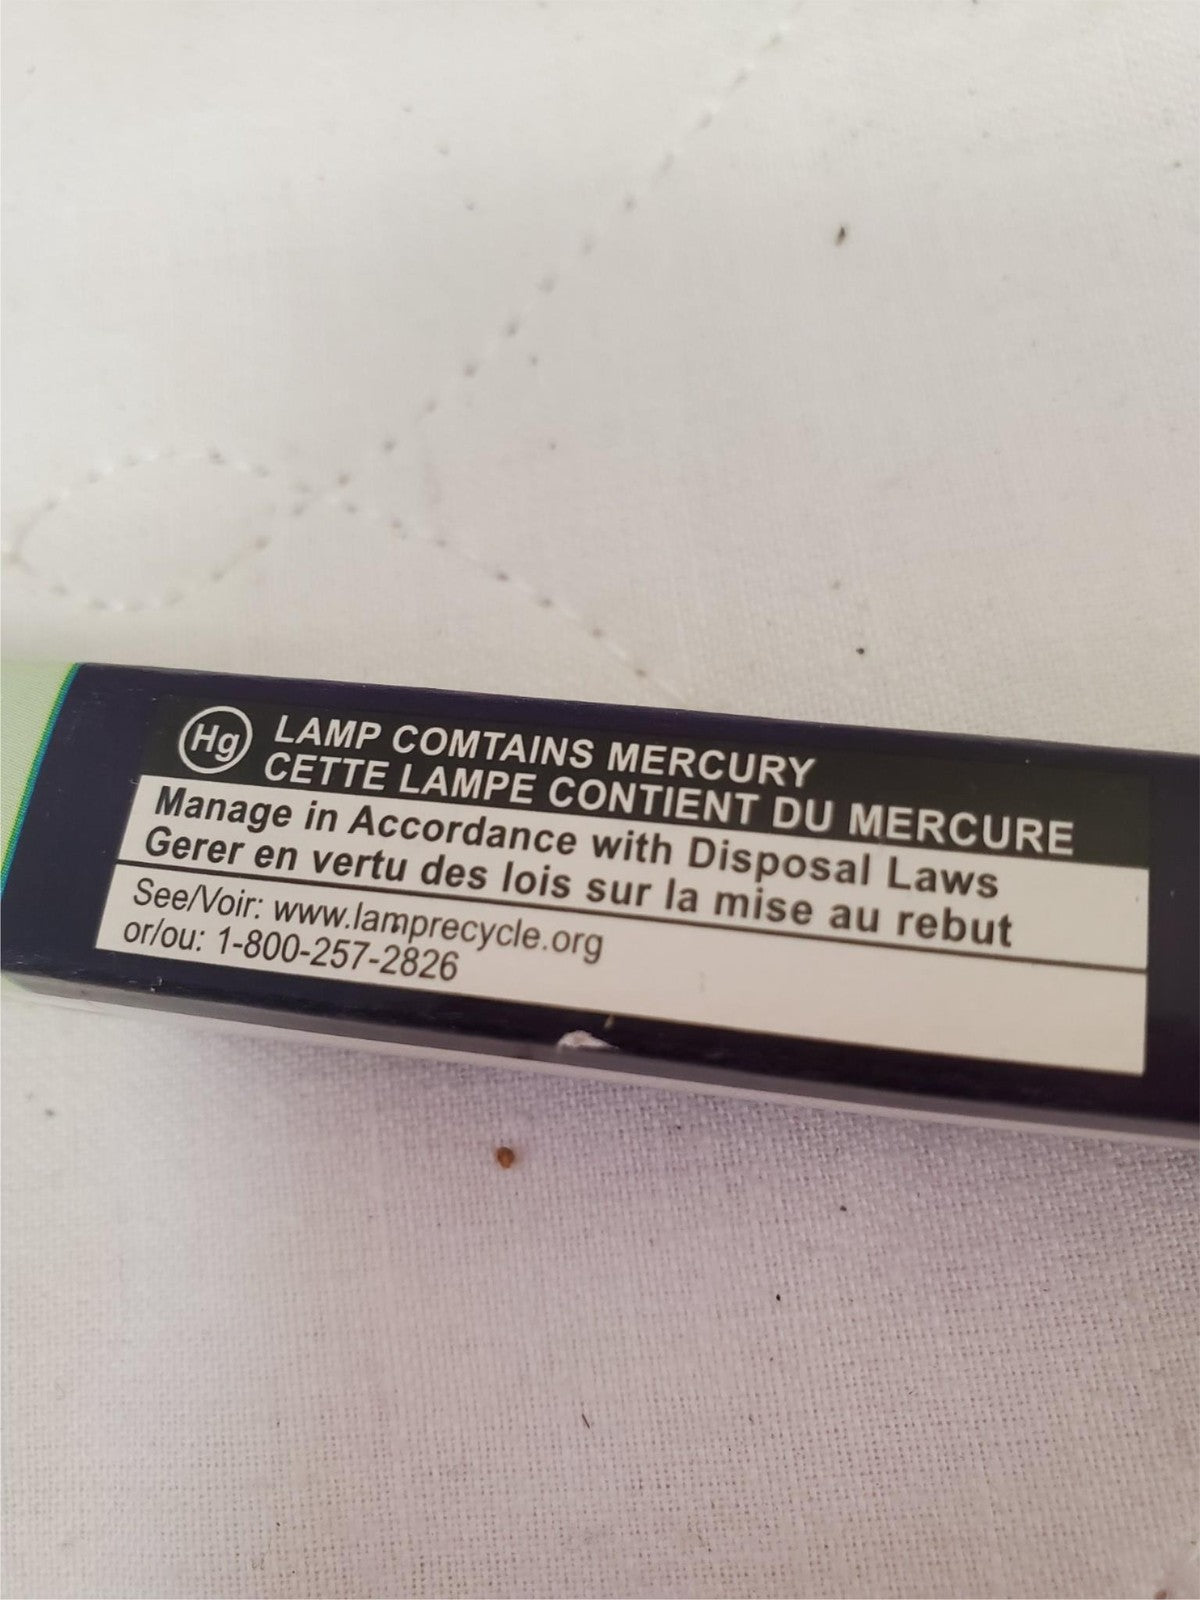 Hg
LAMP COMTAINS MERCURY
CETTE LAMPE CONTIENT DU MERCURE
Manage in Accordance with Disposal Laws
Gerer en vertu des lois sur la mise au rebut
See/Voir: www.lamprecycle.org
or/ou: 1-800-257-2826